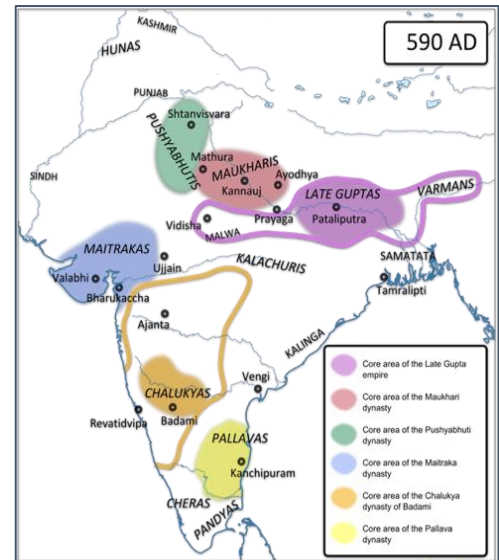 KASHMIR
HUNAS
590 AD
PUNJAB
Shtanvisvara
PUSHYABHUTIS
Mathura
MAUKHARIS
Kannauj
Ayodhya
SINDH
LATE GUPTAS
VARMANS
Prayaga
Pataliputra
Vidisha
MALWA
MAITRAKAS
Ujjain
KALACHURIS
SAMATATA
Valabhi
Bharukaccha
Tamralipti
Ajanta
KALINGA
CHALUKYAS
Vengi
Revatidvipa
Badami
PALLAVAS
Kanchipuram
CHERAS
PANDYAS
Core area of the Late Gupta
empire
Core area of the Maukhari
dynasty
Core area of the Pushyabhuti
dynasty
Core area of the Maitraka
dynasty
Core area of the Chalukya
dynasty of Badami
Core area of the Pallava
dynasty